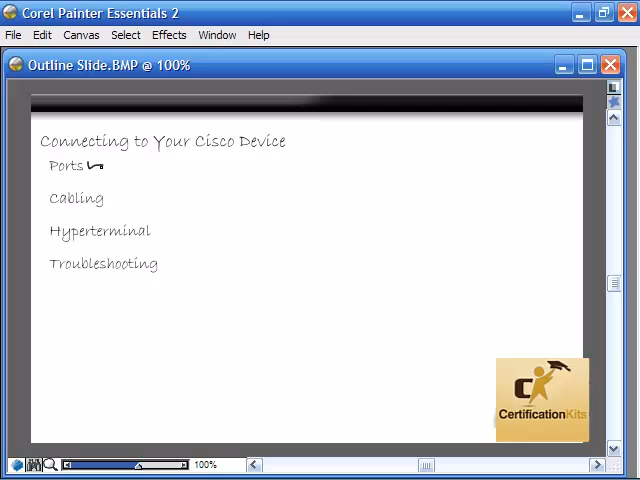 Corel Painter Essentials 2
File Edit Canvas Select Effects Window Help
Outline Slide.BMP @ 100%
Connecting to Your Cisco Device
Ports
Cabling
Hyperterminal
Troubleshooting
CertificationKits
100%